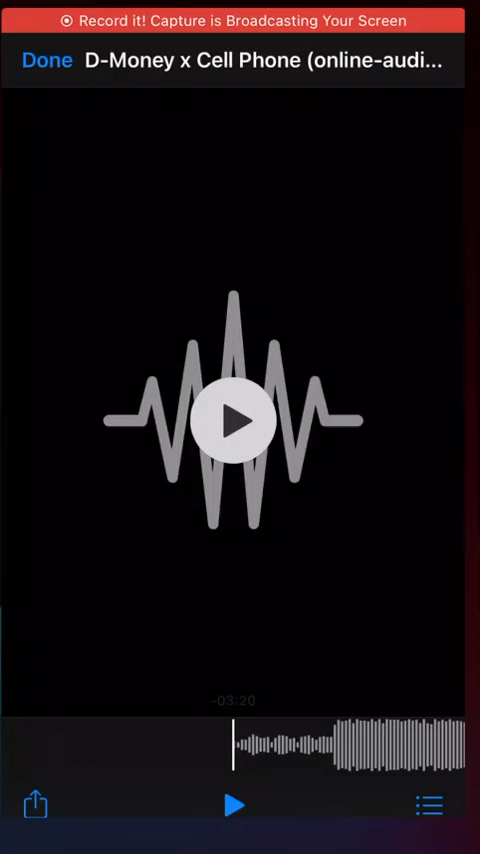 Record it! Capture is Broadcasting Your Screen
Done D-Money x Cell Phone (online-audi...
-03:20